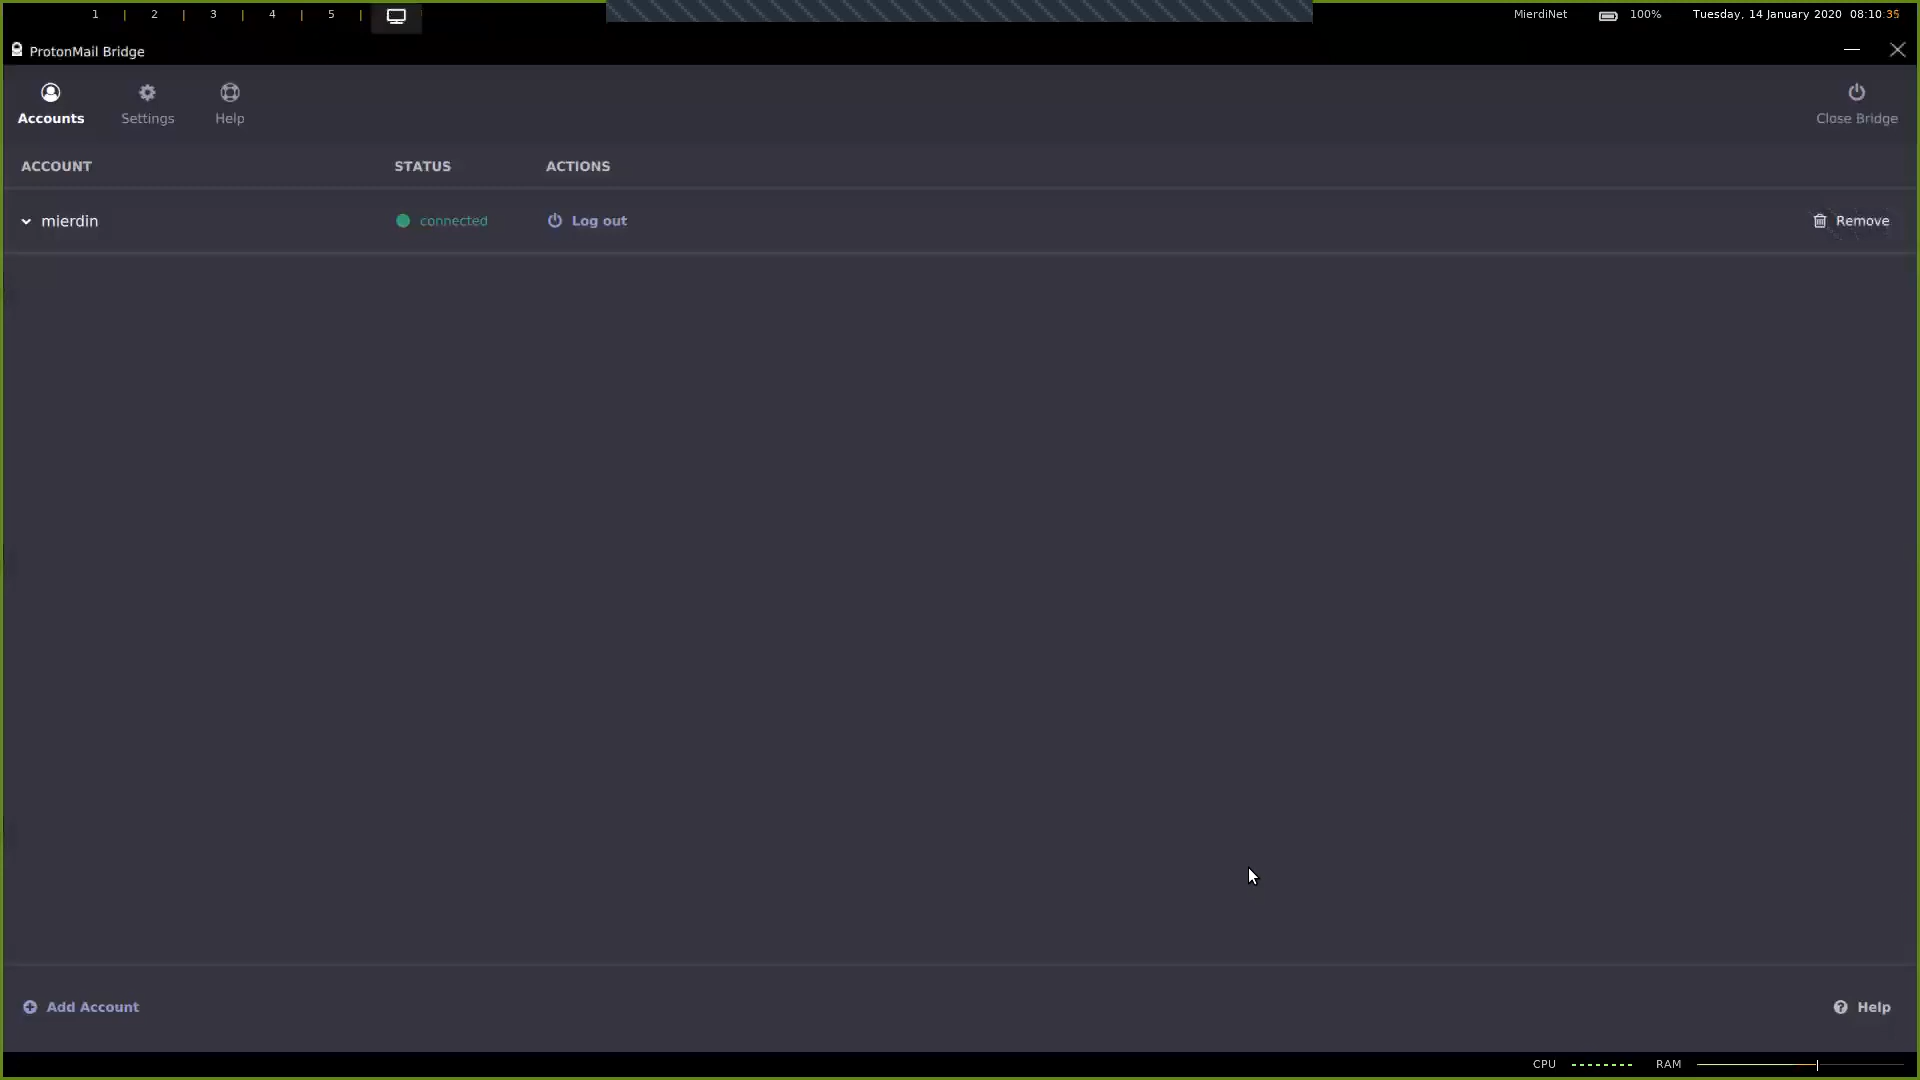 1 | 2 | 3 | 4 | 5 |
MierdiNet 100% Tuesday, 14 January 2020 08:10:35
ProtonMail Bridge
Accounts Settings Help Close Bridge
ACCOUNT STATUS ACTIONS
mierdin connected Log out Remove
Add Account Help
CPU RAM